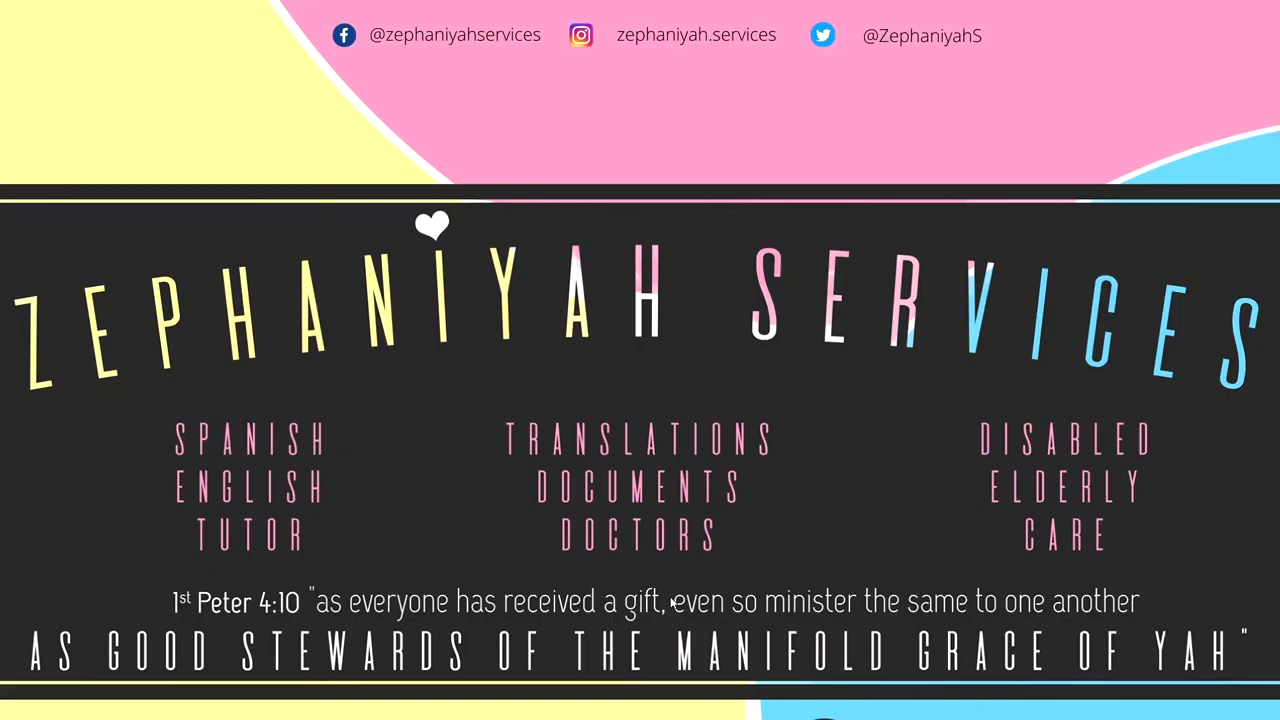 @zephaniyahservices zephaniyah.services @ZephaniyahS
ZEPHANIYAH SERVICES
SPANISH
ENGLISH
TUTOR
TRANSLATIONS
DOCUMENTS
DOCTORS
DISABLED
ELDERLY
CARE
1st Peter 4:10 "as everyone has received a gift, even so minister the same to one another
AS GOOD STEWARDS OF THE MANIFOLD GRACE OF YAH"